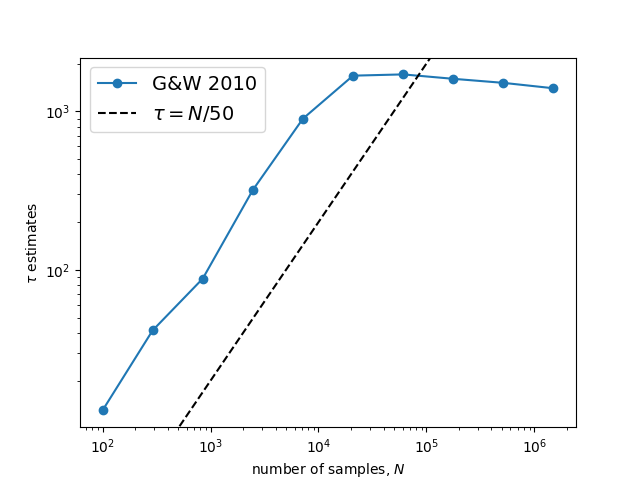 G&W 2010
τ = N/50
10³
10²
τ estimates
10² 10³ 10⁴ 10⁵ 10⁶
number of samples, N